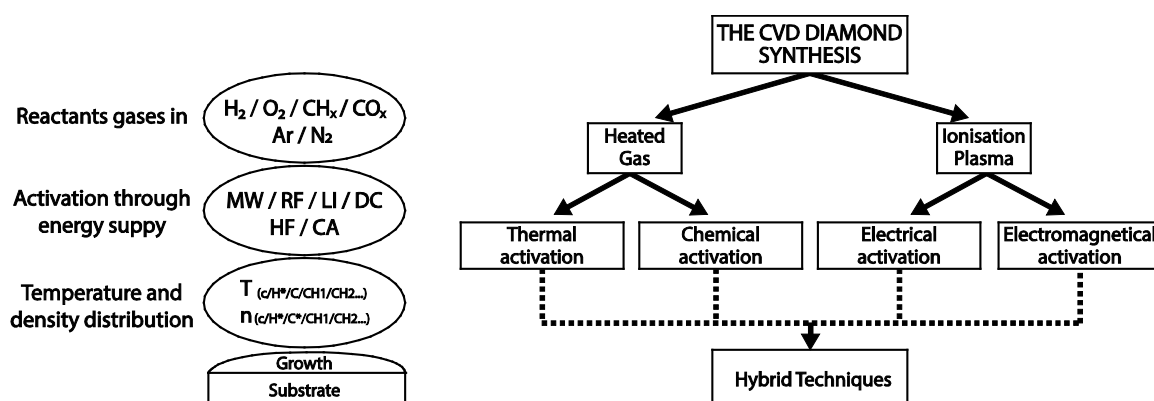 Reactants gases in
H₂ / O₂ / CHₓ / COₓ
Ar / N₂
Activation through
energy suppy
MW / RF / LI / DC
HF / CA
Temperature and
density distribution
T (c/H*/C/CH1/CH2...)
n (c/H*/C*/CH1/CH2...)
Growth
Substrate
THE CVD DIAMOND
SYNTHESIS
Heated
Gas
Ionisation
Plasma
Thermal
activation
Chemical
activation
Electrical
activation
Electromagnetical
activation
Hybrid Techniques